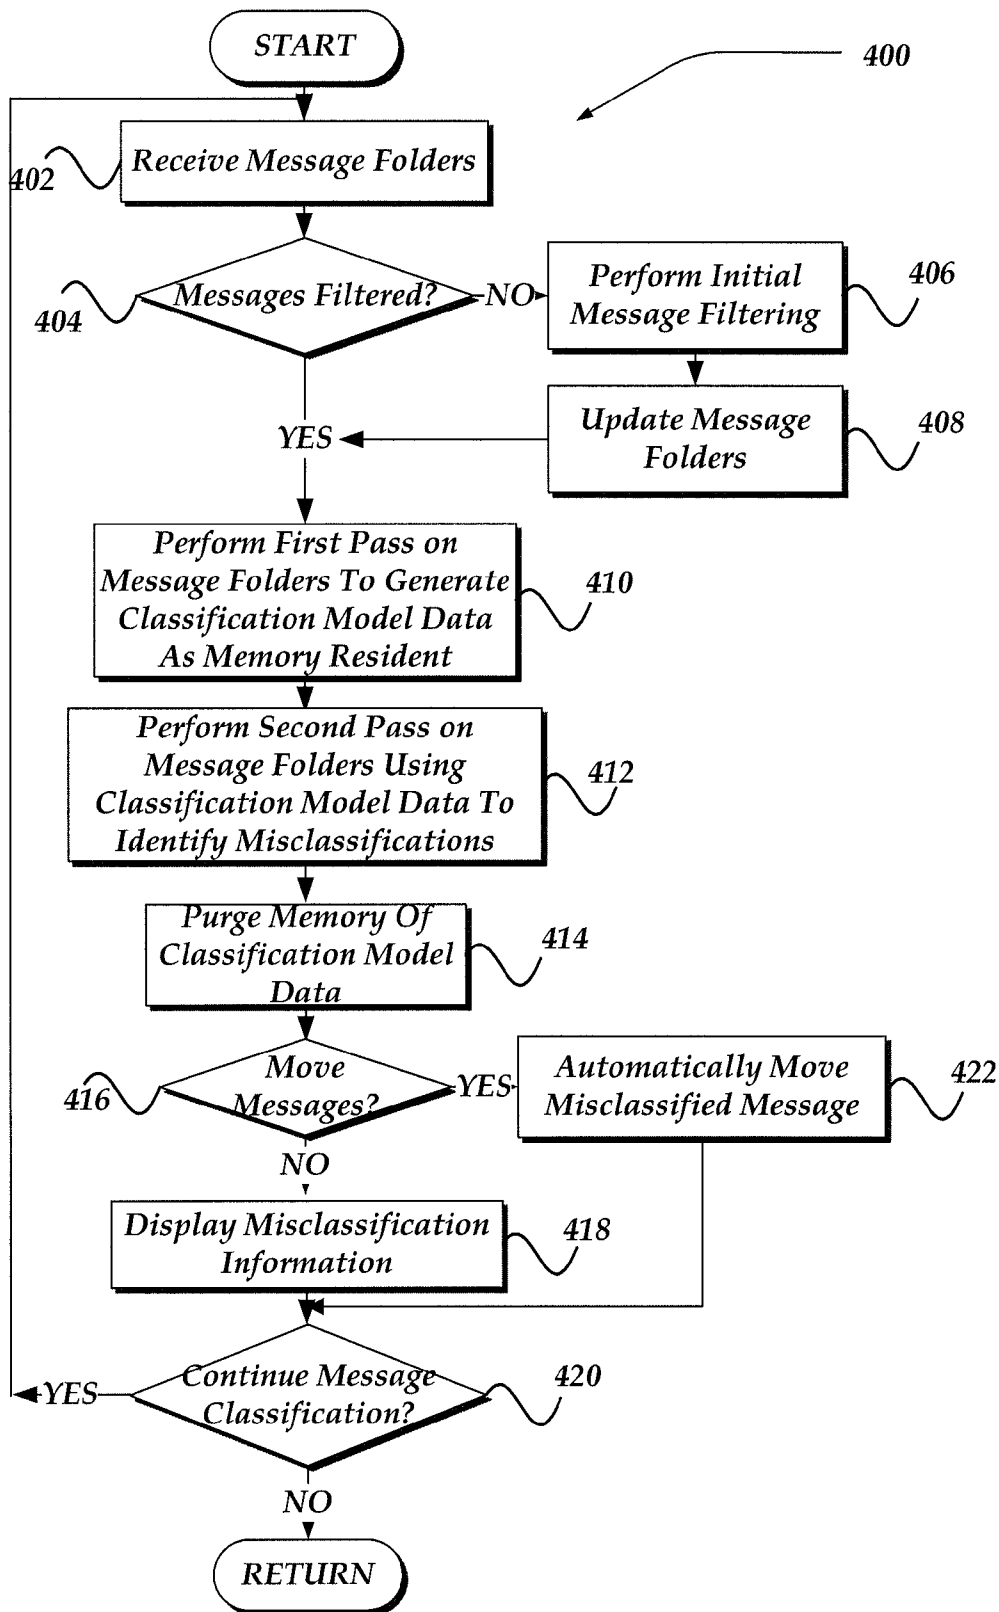 START
400
Receive Message Folders
402
Messages Filtered?
404
NO
Perform Initial
Message Filtering
406
Update Message
Folders
408
YES
Perform First Pass on
Message Folders To Generate
Classification Model Data
As Memory Resident
410
Perform Second Pass on
Message Folders Using
Classification Model Data To
Identify Misclassifications
412
Purge Memory Of
Classification Model
Data
414
Move
Messages?
416
YES
Automatically Move
Misclassified Message
422
NO
Display Misclassification
Information
418
Continue Message
Classification?
420
YES
NO
RETURN